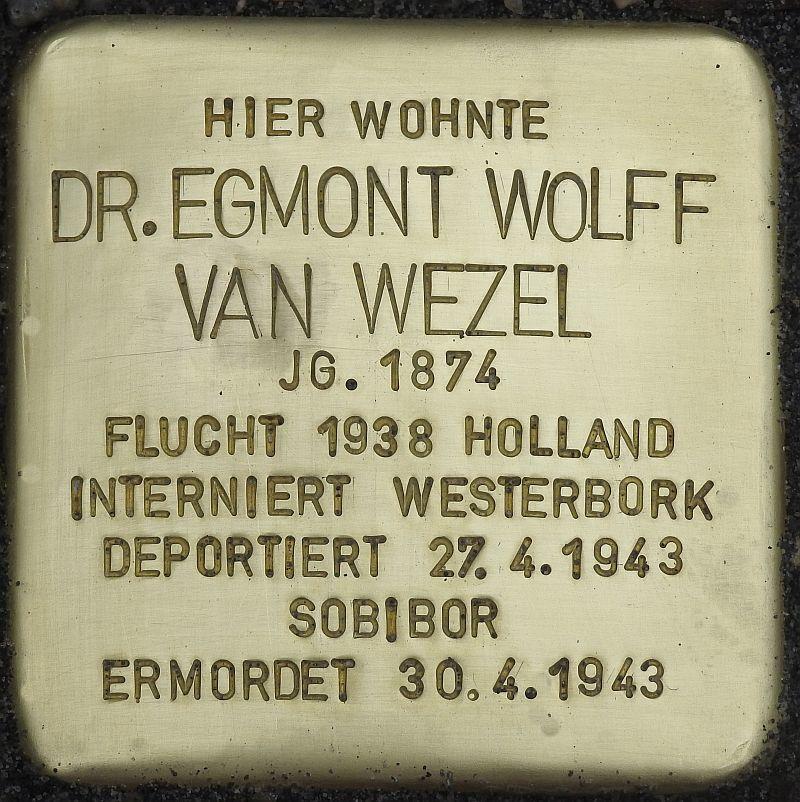 HIER WOHNTE
DR. EGMONT WOLFF
VAN WEZEL
JG. 1874
FLUCHT 1938 HOLLAND
INTERNIERT WESTERBORK
DEPORTIERT 27. 4. 1943
SOBIBOR
ERMORDET 30. 4. 1943